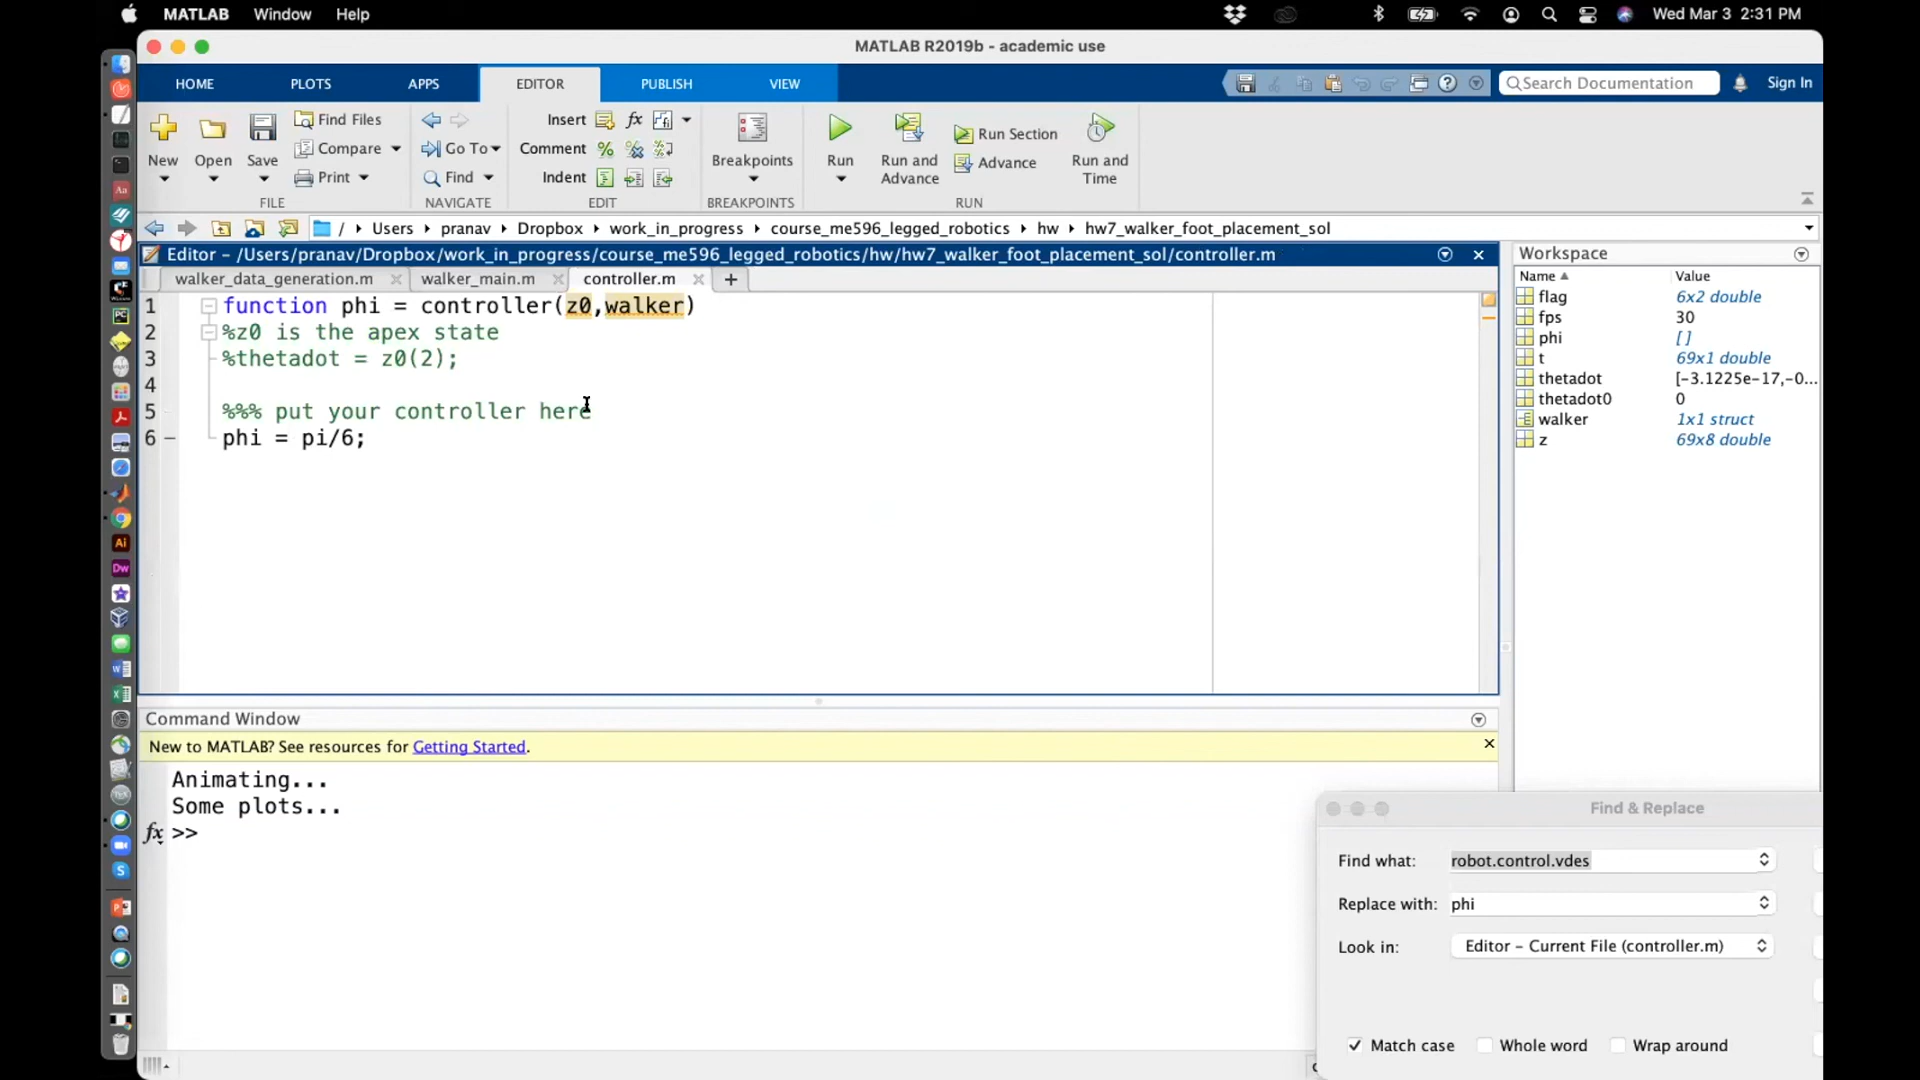 MATLAB Window Help Wed Mar 3 2:31 PM
MATLAB R2019b - academic use
HOME PLOTS APPS EDITOR PUBLISH VIEW Search Documentation Sign In
New Open Save Find Files Compare Print
FILE
Go To Find
NAVIGATE
Insert fx
Comment
Indent
EDIT
Breakpoints
BREAKPOINTS
Run Run and Advance Run Section Advance Run and Time
RUN
/ Users pranav Dropbox work_in_progress course_me596_legged_robotics hw hw7_walker_foot_placement_sol
Editor - /Users/pranav/Dropbox/work_in_progress/course_me596_legged_robotics/hw/hw7_walker_foot_placement_sol/controller.m
walker_data_generation.m walker_main.m controller.m +
1 function phi = controller(z0,walker)
2 %z0 is the apex state
3 %thetadot = z0(2);
4
5 %%% put your controller here
6 phi = pi/6;
Workspace
Name Value
flag 6x2 double
fps 30
phi []
t 69x1 double
thetadot [-3.1225e-17,-0...
thetadot0 0
walker 1x1 struct
z 69x8 double
Command Window
New to MATLAB? See resources for Getting Started.
Animating...
Some plots...
fx >>
Find & Replace
Find what: robot.control.vdes
Replace with: phi
Look in: Editor - Current File (controller.m)
Match case Whole word Wrap around